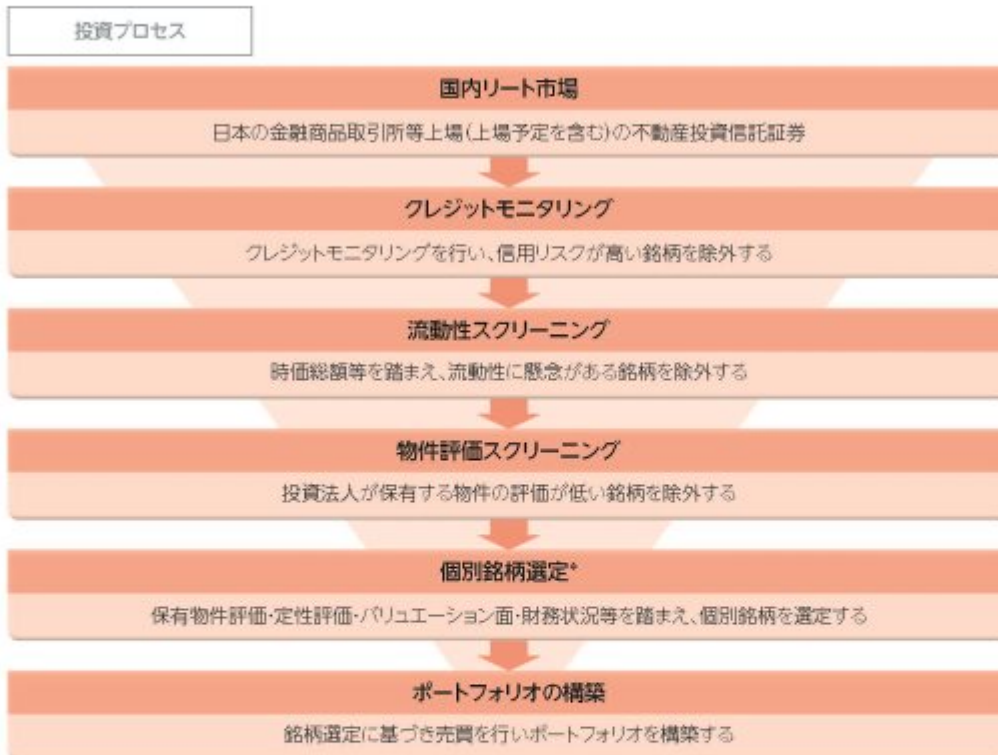 投資プロセス
国内リート市場
日本の金融商品取引所等上場(上場予定を含む)の不動産投資信託証券
クレジットモニタリング
クレジットモニタリングを行い、信用リスクが高い銘柄を除外する
流動性スクリーニング
時価総額等を踏まえ、流動性に懸念がある銘柄を除外する
物件評価スクリーニング
投資法人が保有する物件の評価が低い銘柄を除外する
個別銘柄選定*
保有物件評価・定性評価・バリュエーション面・財務状況等を踏まえ、個別銘柄を選定する
ポートフォリオの構築
銘柄選定に基づき売買を行いポートフォリオを構築する